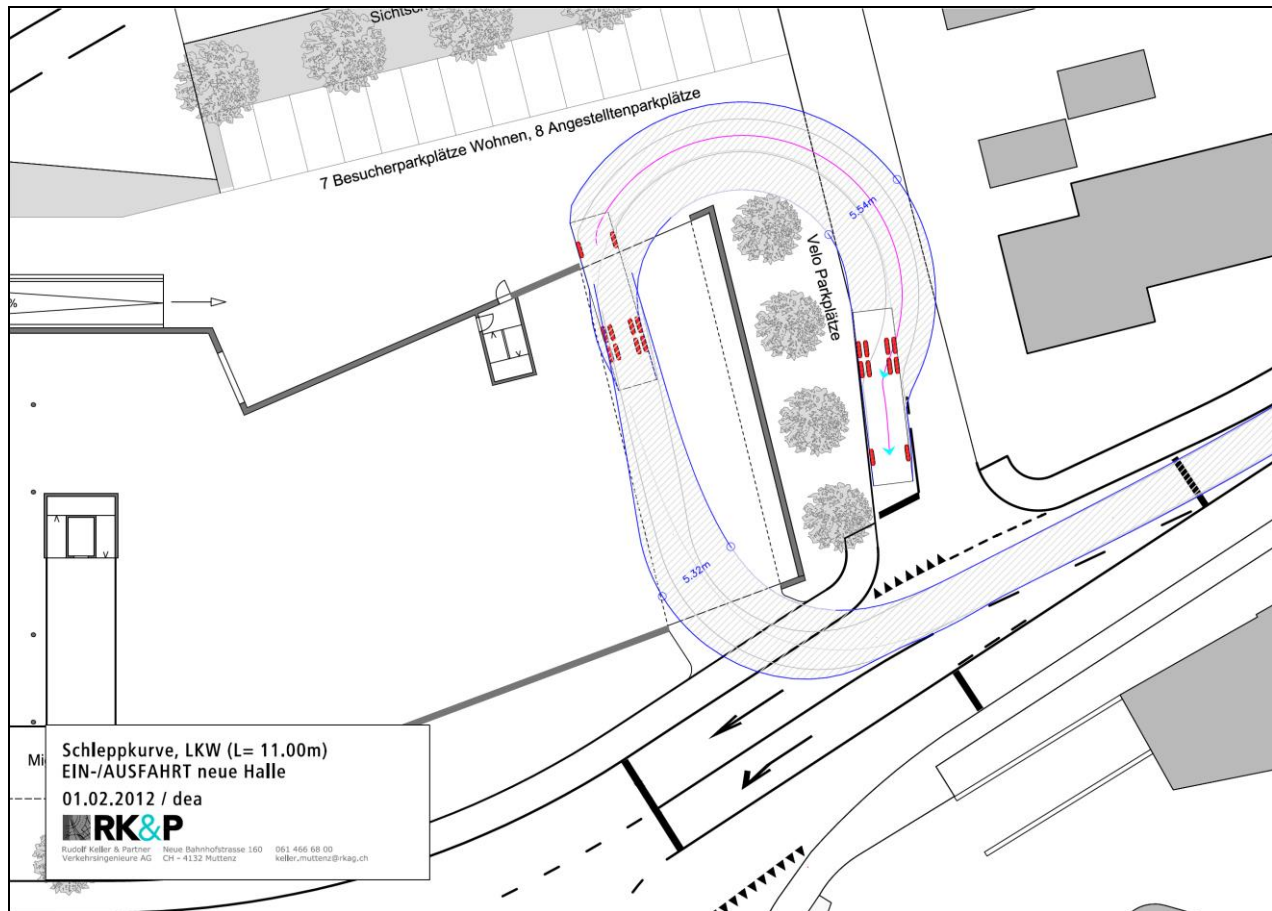 Sichtsc
7 Besucherparkplätze Wohnen, 8 Angestelltenparkplätze
5.54m
Velo Parkplätze
%
5.32m
Mi
Schleppkurve, LKW (L= 11.00m)
EIN-/AUSFAHRT neue Halle
01.02.2012 / dea
RK&P
Rudolf Keller & Partner Neue Bahnhofstrasse 160 061 466 68 00
Verkehrsingenieure AG CH - 4132 Muttenz keller.muttenz@rkag.ch